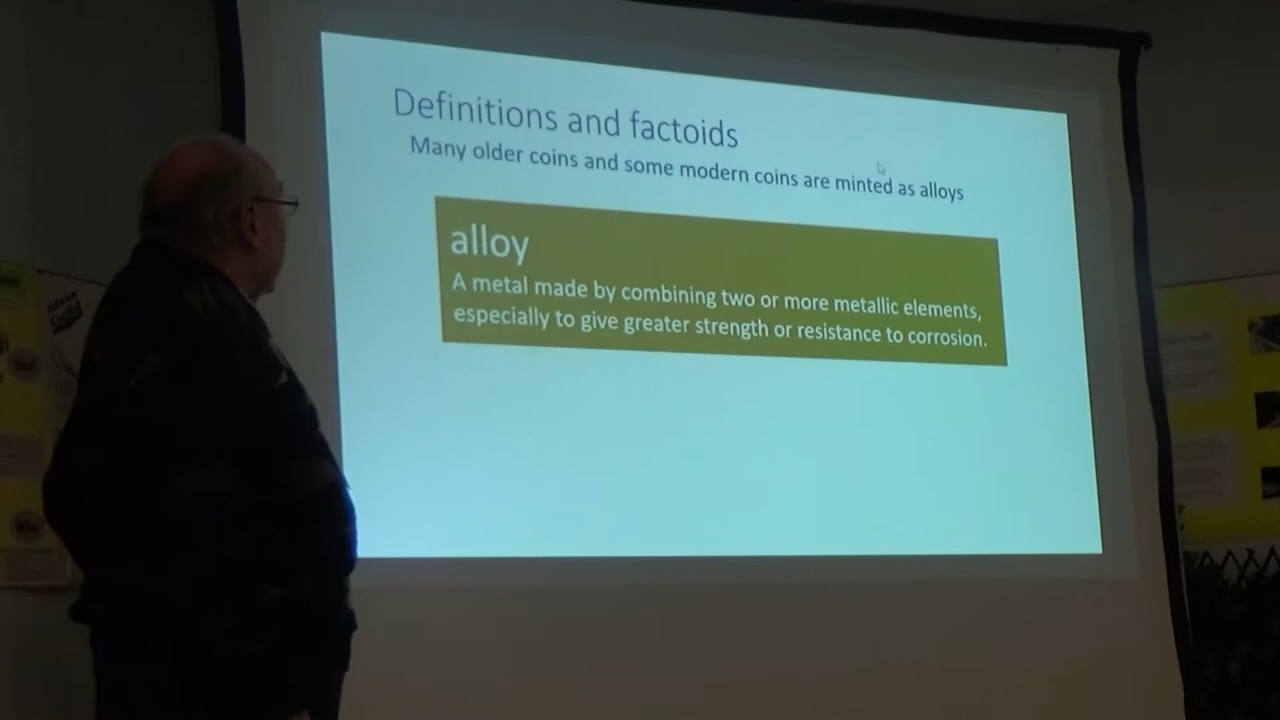 Definitions and factoids
Many older coins and some modern coins are minted as alloys
alloy
A metal made by combining two or more metallic elements,
especially to give greater strength or resistance to corrosion.